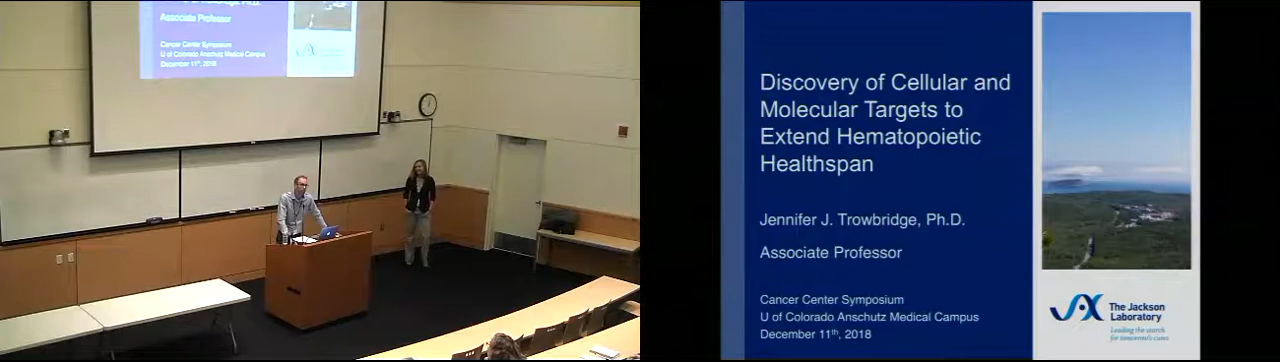 Associate Professor
Cancer Center Symposium
U of Colorado Anschutz Medical Campus
December 11th, 2018
Discovery of Cellular and
Molecular Targets to
Extend Hematopoietic
Healthspan
Jennifer J. Trowbridge, Ph.D.
Associate Professor
Cancer Center Symposium
U of Colorado Anschutz Medical Campus
December 11th, 2018
JAX
The Jackson
Laboratory
Leading the search
for tomorrow's cures